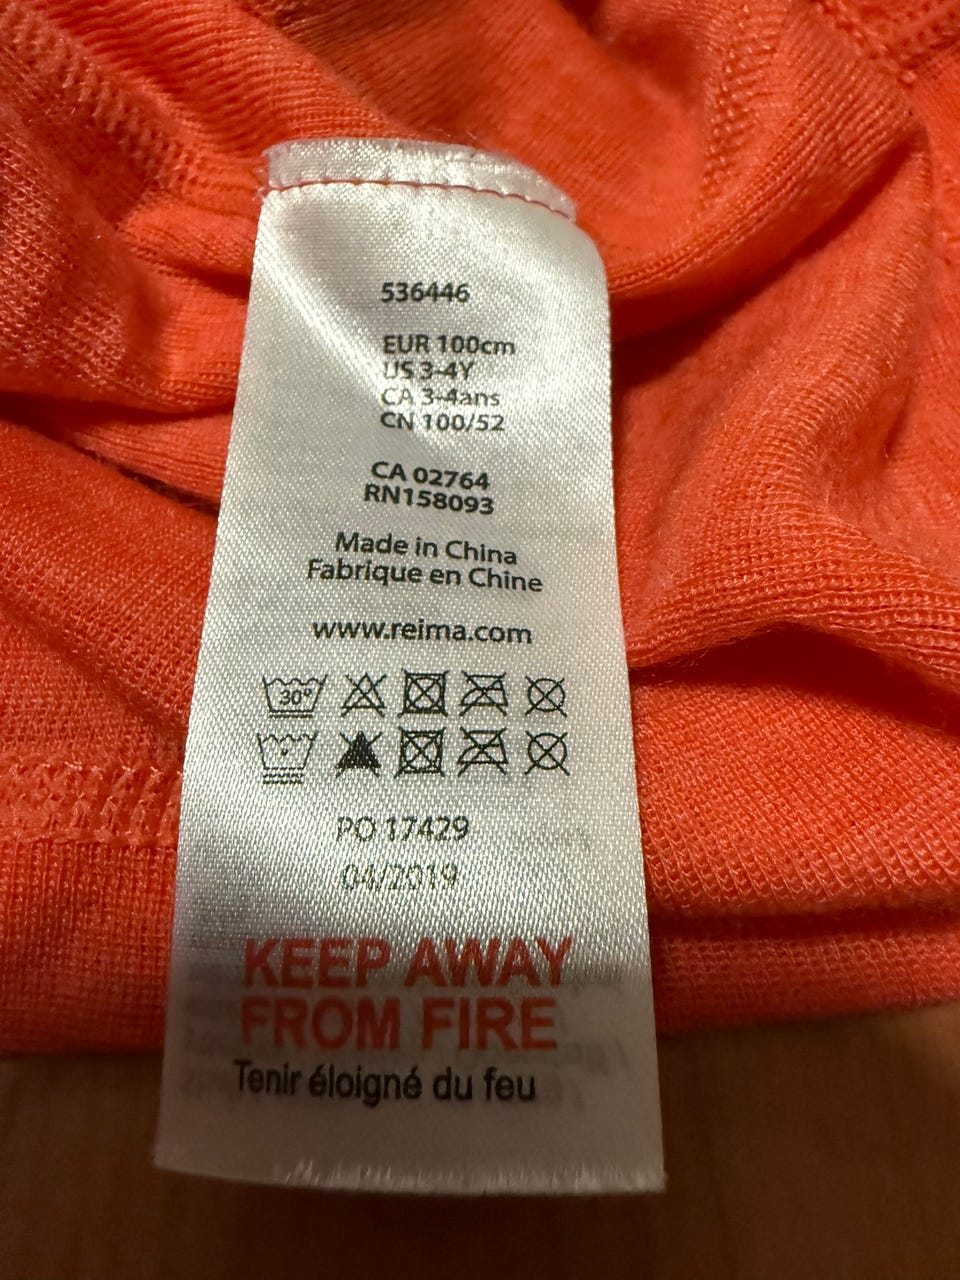 536446
EUR 100cm
US 3-4Y
CA 3-4ans
CN 100/52
CA 02764
RN158093
Made in China
Fabrique en Chine
www.reima.com
30°
PO 17429
04/2019
KEEP AWAY
FROM FIRE
Tenir éloigné du feu